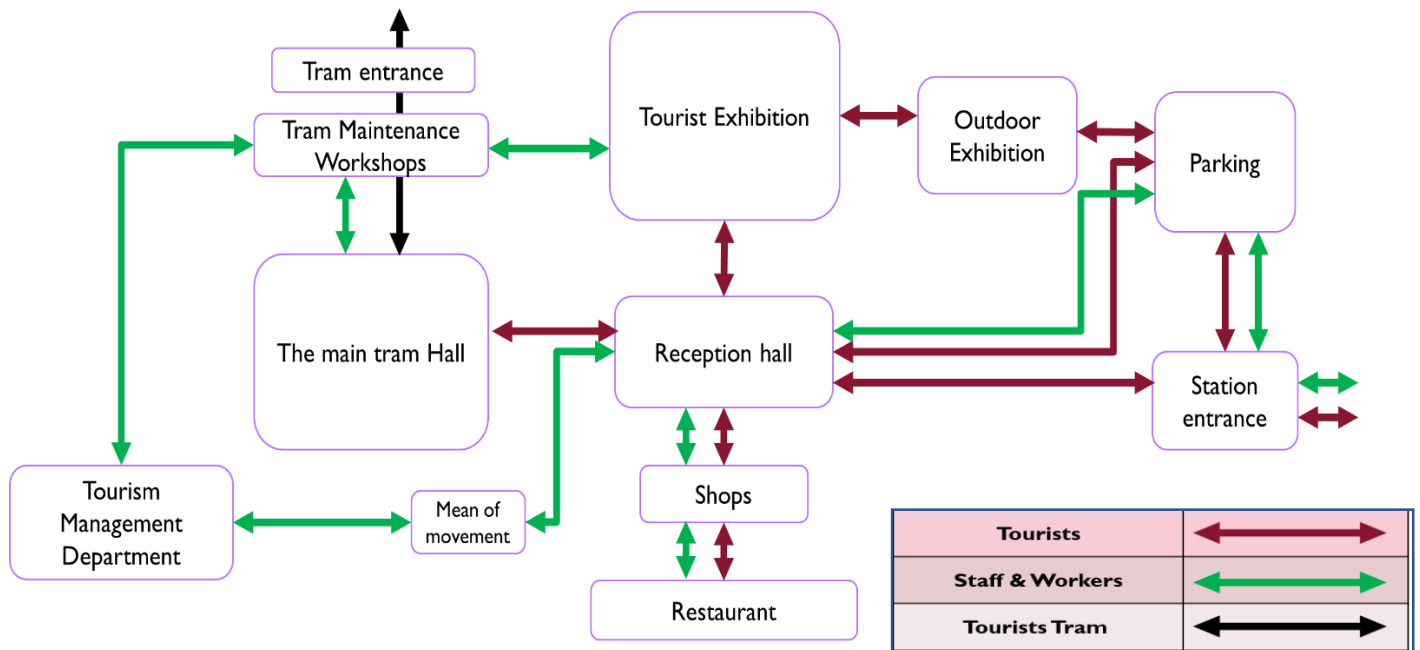 Tram entrance
Tram Maintenance
Workshops
Tourist Exhibition
Outdoor
Exhibition
Parking
The main tram Hall
Reception hall
Station
entrance
Tourism
Management
Department
Mean of
movement
Shops
Restaurant
Tourists
Staff & Workers
Tourists Tram